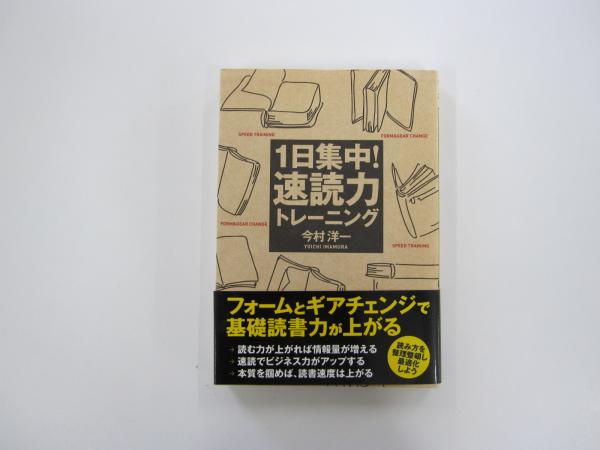 SPEED TRAINING
FORM&GEAR CHANGE
1日集中!
速読力
トレーニング
今村洋一
YOICHI IMAMURA
FORM&GEAR CHANGE
SPEED TRAINING
フォームとギアチェンジで
基礎読書力が上がる
→ 読む力が上がれば情報量が増える
→ 速読でビジネス力がアップする
→ 本質を掴めば、読書速度は上がる
読み方を
整理整頓し
最適化
しよう